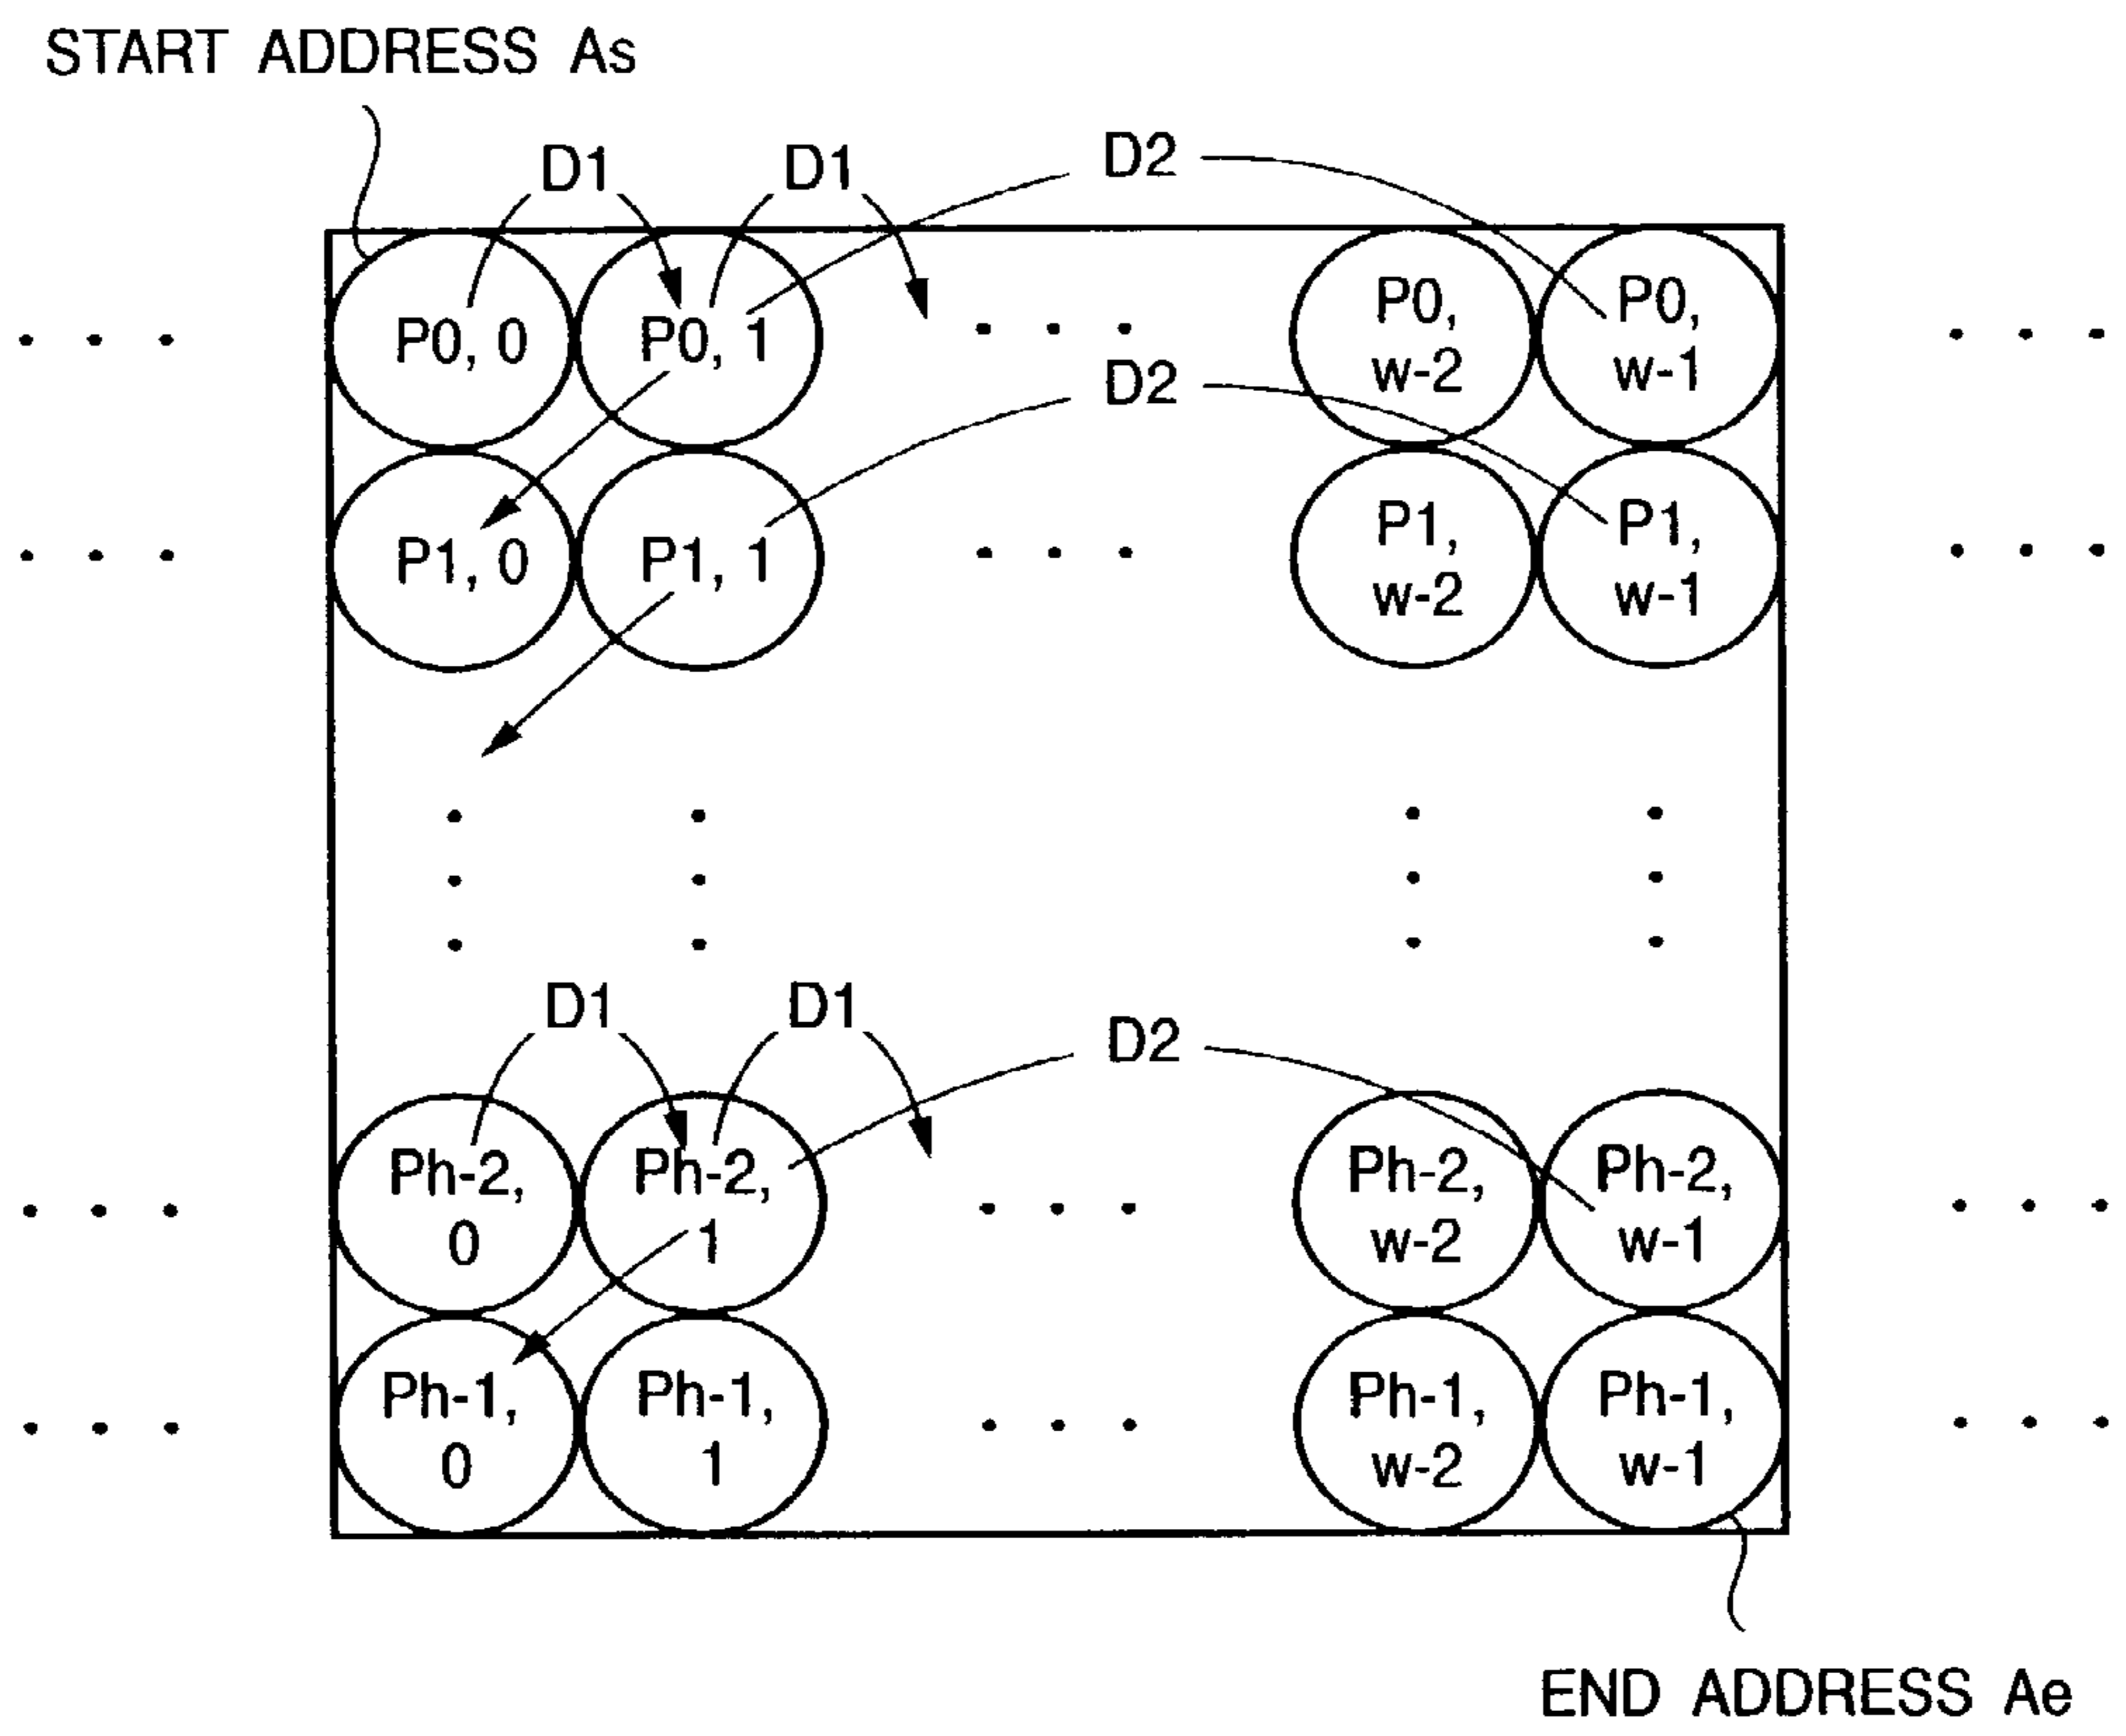 START ADDRESS As
D1 D1 D2
P0, 0 P0, 1 . . . P0, w-2 P0, w-1
D2
P1, 0 P1, 1 . . . P1, w-2 P1, w-1
D1 D1 D2
Ph-2, 0 Ph-2, 1 . . . Ph-2, w-2 Ph-2, w-1
Ph-1, 0 Ph-1, 1 . . . Ph-1, w-2 Ph-1, w-1
END ADDRESS Ae